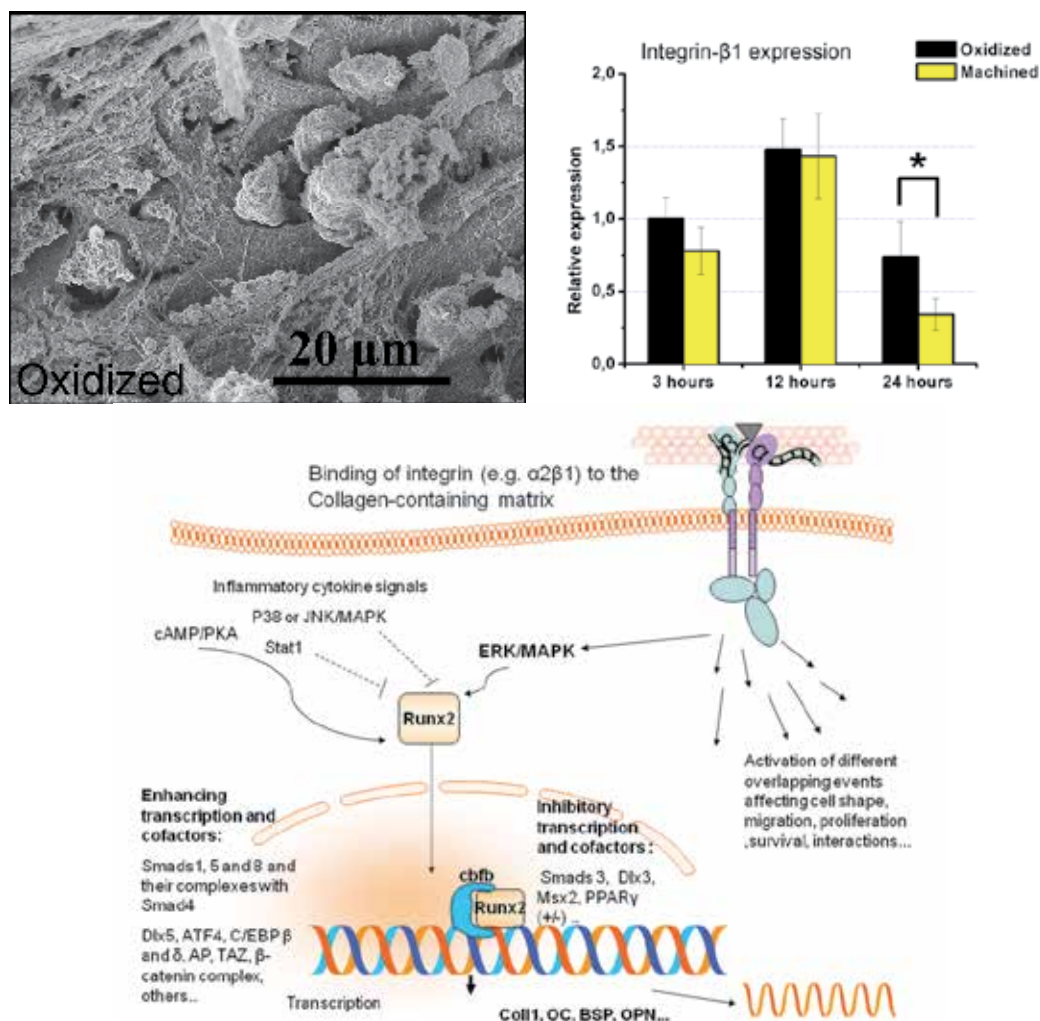 Oxidized
20 µm
Integrin-β1 expression
Oxidized
Machined
Relative expression
2,0
1,5
1,0
0,5
0,0
*
3 hours
12 hours
24 hours
Binding of integrin (e.g. α2β1) to the
Collagen-containing matrix
α
Inflammatory cytokine signals
P38 or JNK/MAPK
cAMP/PKA
Stat1
ERK/MAPK
Runx2
Activation of different
overlapping events
affecting cell shape,
migration, proliferation
,survival, interactions...
Enhancing
transcription and
cofactors:
Smads 1, 5 and 8 and
their complexes with
Smad4
Dlx5, ATF4, C/EBP β
and δ, AP, TAZ, β-
catenin complex,
others...
Inhibitory
transcription
and cofactors :
Smads 3, Dlx3,
Msx2, PPARγ
(+/-) ...
cbfb
Runx2
Transcription
Coll1, OC, BSP, OPN...